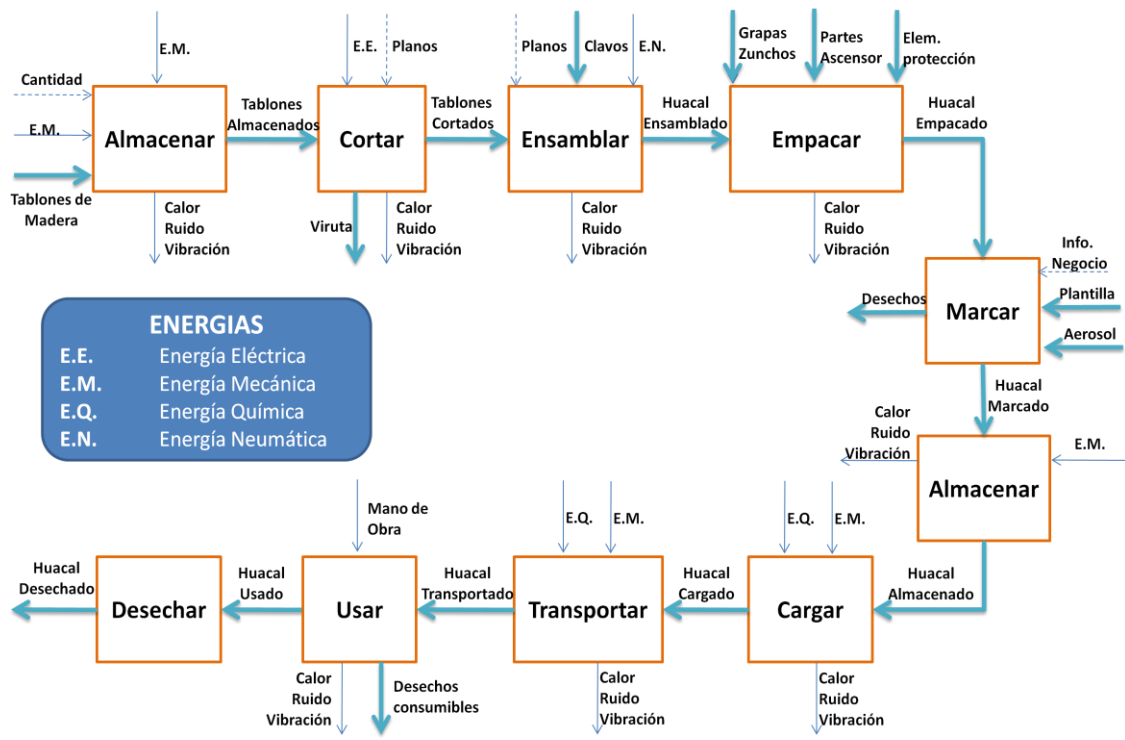 E.M.
E.E.
Planos
Planos
Clavos
E.N.
Grapas
Zunchos
Partes
Ascensor
Elem.
protección
Cantidad
E.M.
Tablones de
Madera
Almacenar
Tablones
Almacenados
Cortar
Tablones
Cortados
Ensamblar
Huacal
Ensamblado
Empacar
Huacal
Empacado
Calor
Ruido
Vibración
Viruta
Calor
Ruido
Vibración
Calor
Ruido
Vibración
Calor
Ruido
Vibración
Info.
Negocio
Desechos
Marcar
Plantilla
Aerosol
ENERGIAS
E.E. Energía Eléctrica
E.M. Energía Mecánica
E.Q. Energía Química
E.N. Energía Neumática
Huacal
Marcado
Calor
Ruido
Vibración
E.M.
Almacenar
Mano de
Obra
E.Q.
E.M.
E.Q.
E.M.
Huacal
Desechado
Desechar
Huacal
Usado
Usar
Huacal
Transportado
Transportar
Huacal
Cargado
Cargar
Huacal
Almacenado
Calor
Ruido
Vibración
Desechos
consumibles
Calor
Ruido
Vibración
Calor
Ruido
Vibración